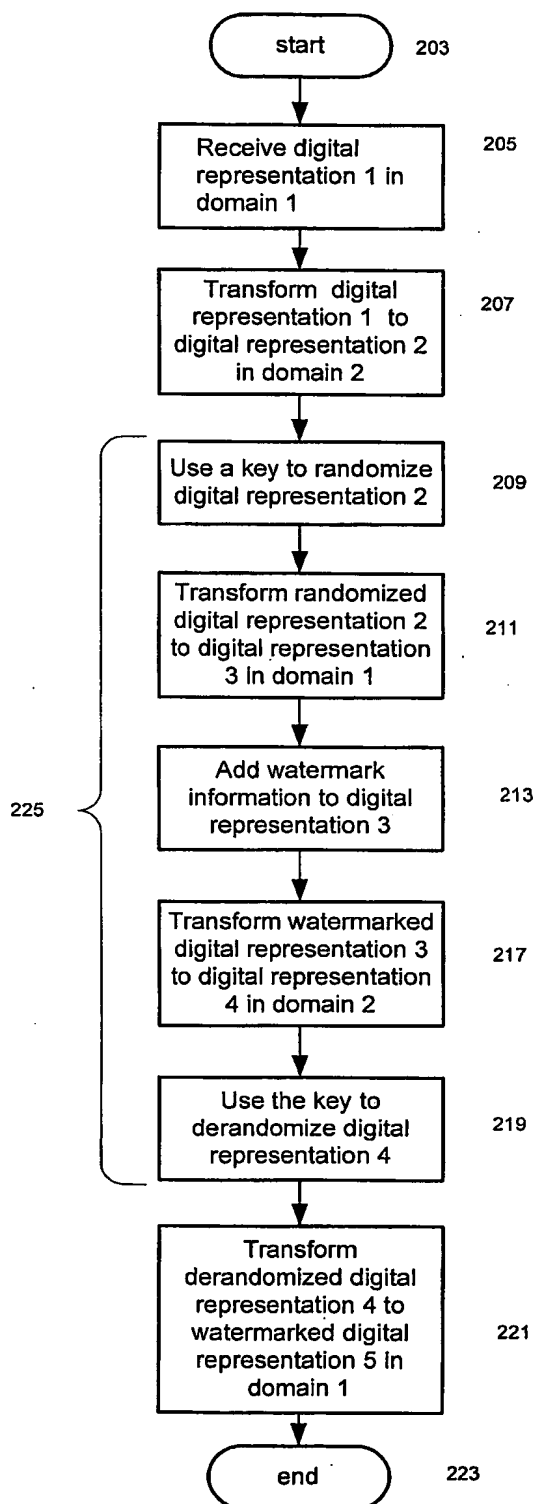 start
203
Receive digital
representation 1 in
domain 1
205
Transform digital
representation 1 to
digital representation 2
in domain 2
207
Use a key to randomize
digital representation 2
209
Transform randomized
digital representation 2
to digital representation
3 in domain 1
211
Add watermark
information to digital
representation 3
213
225
Transform watermarked
digital representation 3
to digital representation
4 in domain 2
217
Use the key to
derandomize digital
representation 4
219
Transform
derandomized digital
representation 4 to
watermarked digital
representation 5 in
domain 1
221
end
223